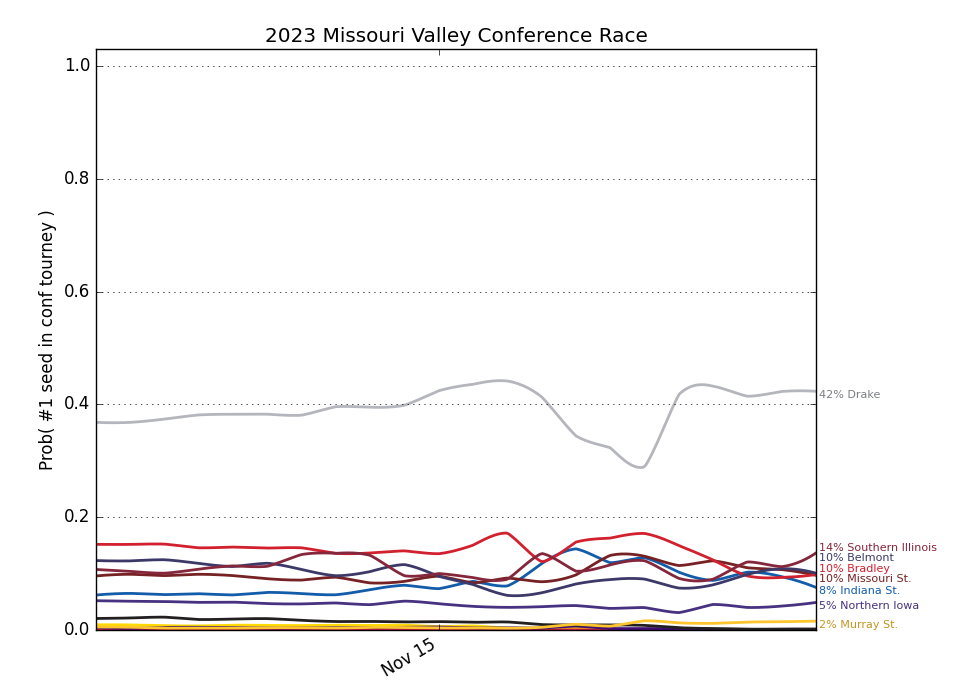 2023 Missouri Valley Conference Race
1.0
0.8
0.6
0.4
0.2
0.0
Prob( #1 seed in conf tourney )
Nov 15
42% Drake
14% Southern Illinois
10% Belmont
10% Bradley
10% Missouri St.
8% Indiana St.
5% Northern Iowa
2% Murray St.